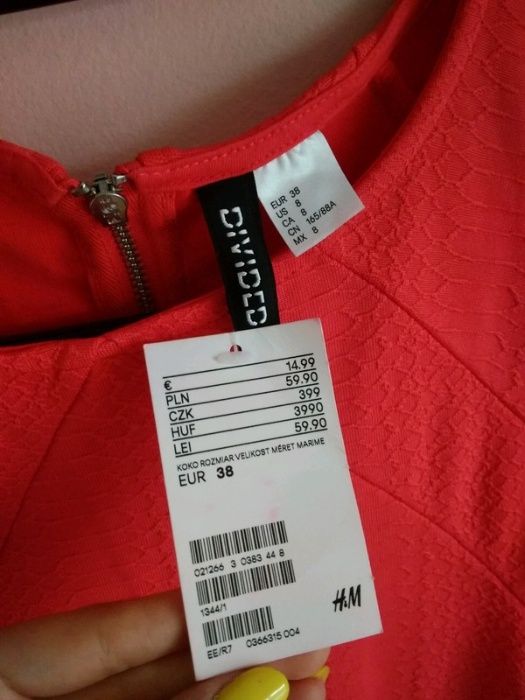 EUR 38
US 8
CA 8
CN 165/88A
MX 8
DIVIDED
€ 14.99
PLN 59.90
CZK 399
HUF 3990
LEI 59.90
KOKO ROZMIAR VELIKOST MÉRET MARIME
EUR 38
021266 3 0383 44 8
1344/1
H&M
EE/R7 0366315 004